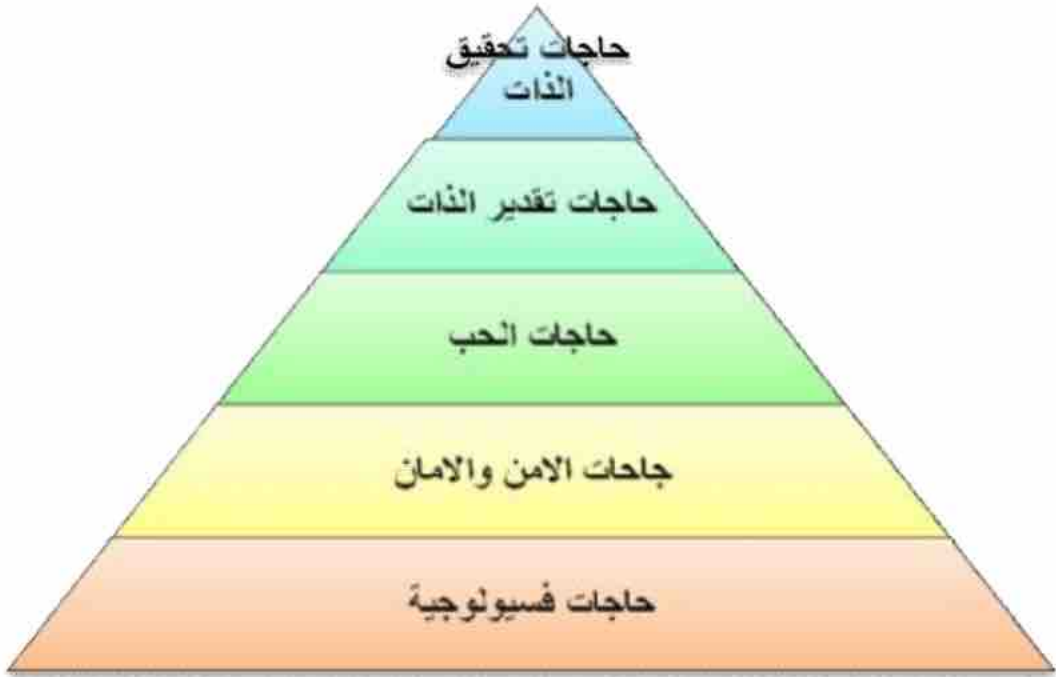 حاجات تحقيق
الذات
حاجات تقدير الذات
حاجات الحب
جاحات الامن والامان
حاجات فسيولوجية